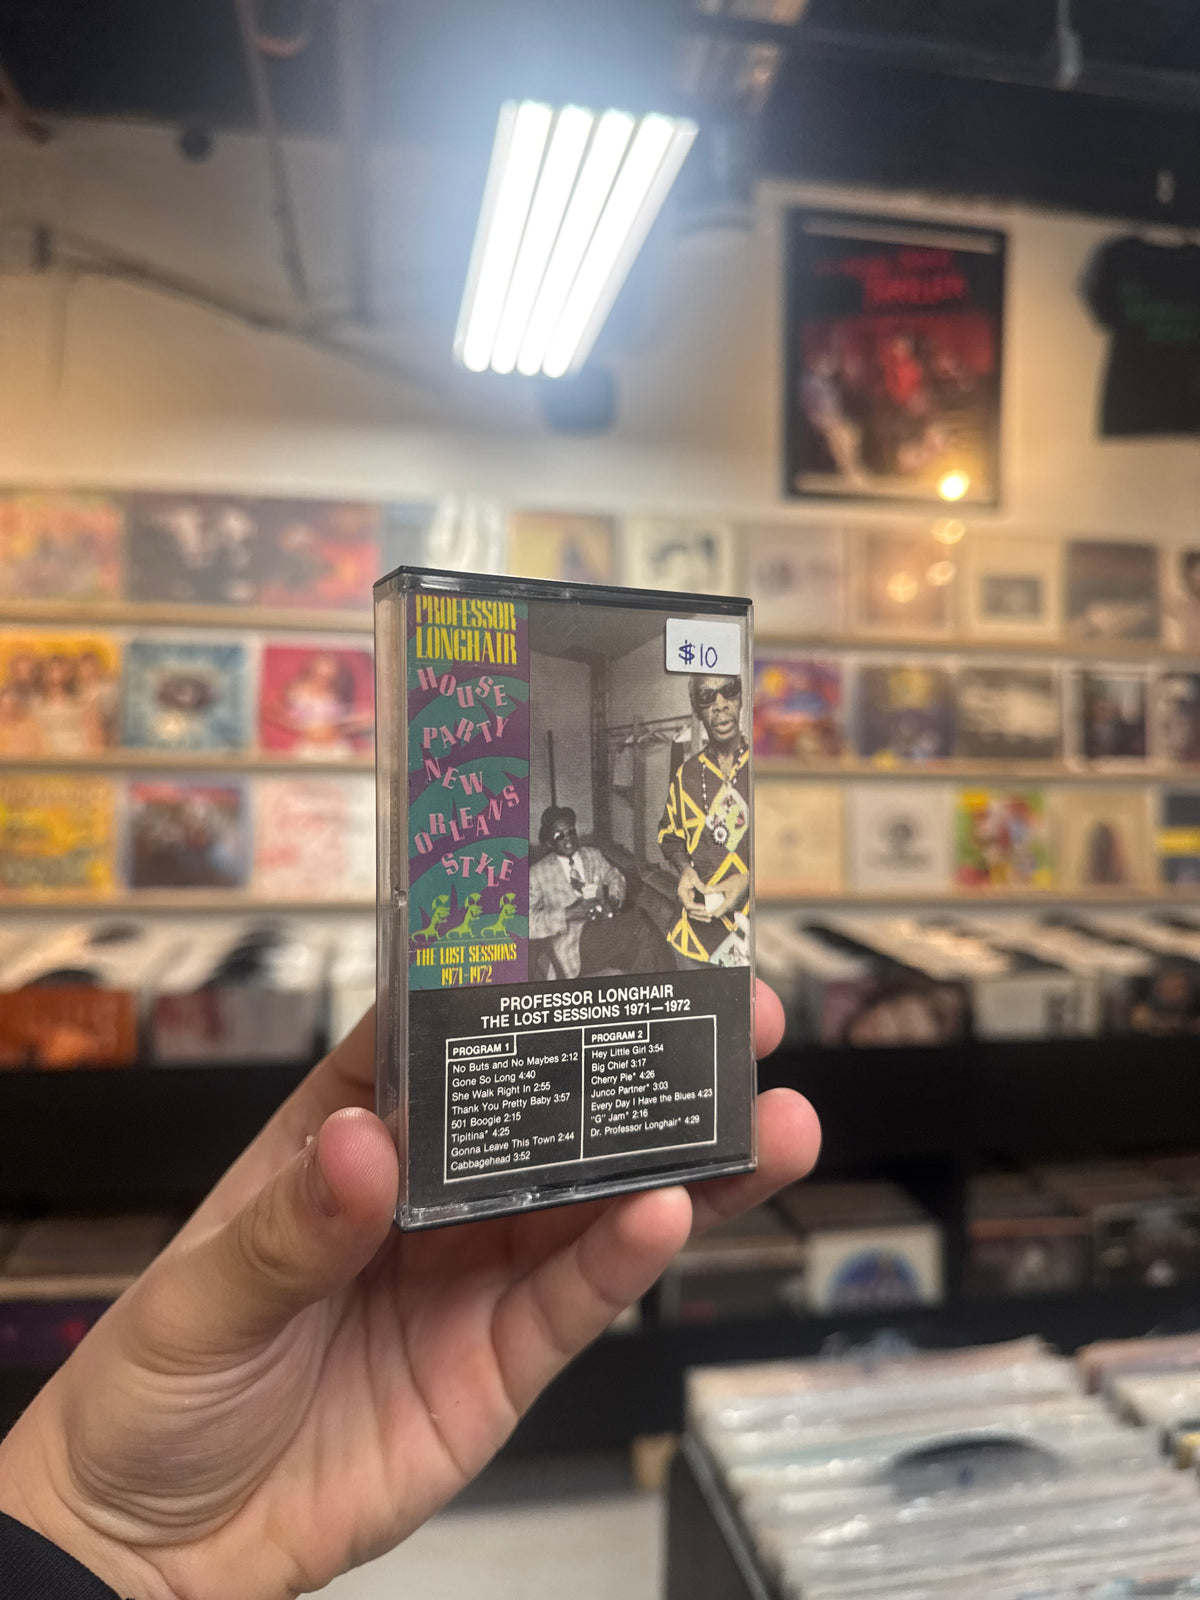 PROFESSOR
LONGHAIR
HOUSE
PARTY
NEW
ORLEANS
STYLE
THE LOST SESSIONS
1971-1972
$10
PROFESSOR LONGHAIR
THE LOST SESSIONS 1971—1972
PROGRAM 1
No Buts and No Maybes 2:12
Gone So Long 4:40
She Walk Right In 2:55
Thank You Pretty Baby 3:57
501 Boogie 2:15
Tipitina* 4:25
Gonna Leave This Town 2:44
Cabbagehead 3:52
PROGRAM 2
Hey Little Girl 3:54
Big Chief 3:17
Cherry Pie* 4:26
Junco Partner* 3:03
Every Day I Have the Blues 4:23
"G" Jam* 2:16
Dr. Professor Longhair* 4:29